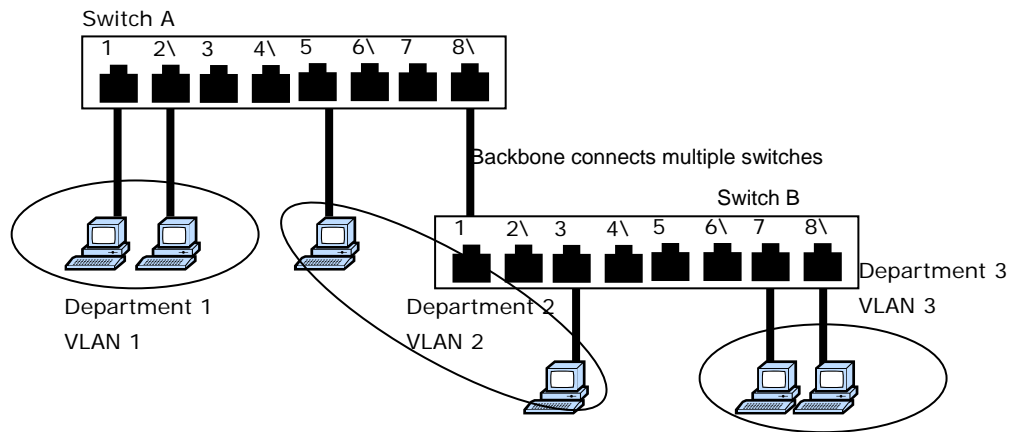 Switch A
1 2\ 3 4\ 5 6\ 7 8\
Backbone connects multiple switches
Switch B
1 2\ 3 4\ 5 6\ 7 8\
Department 1
VLAN 1
Department 2
VLAN 2
Department 3
VLAN 3